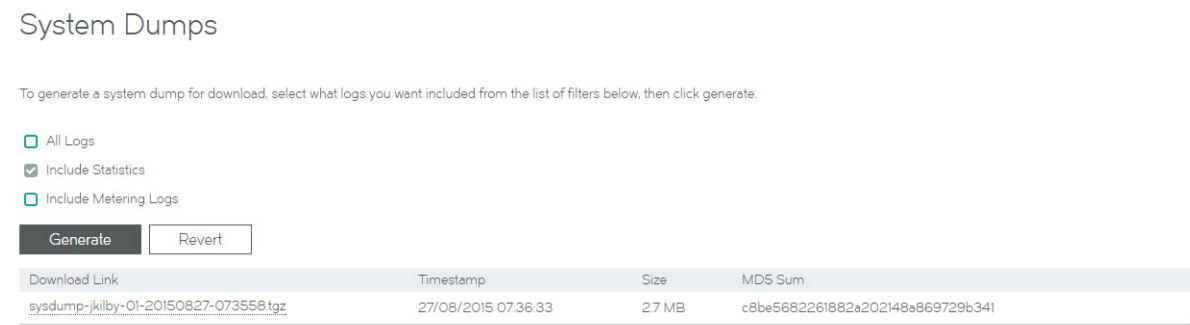 System Dumps
To generate a system dump for download, select what logs you want included from the list of filters below, then click generate.
All Logs
Include Statistics
Include Metering Logs
Generate Revert
Download Link Timestamp Size MD5 Sum
sysdump-jkilby-01-20150827-073558.tgz 27/08/2015 07:36:33 2.7 MB c8be5682261882a202148a869729b341